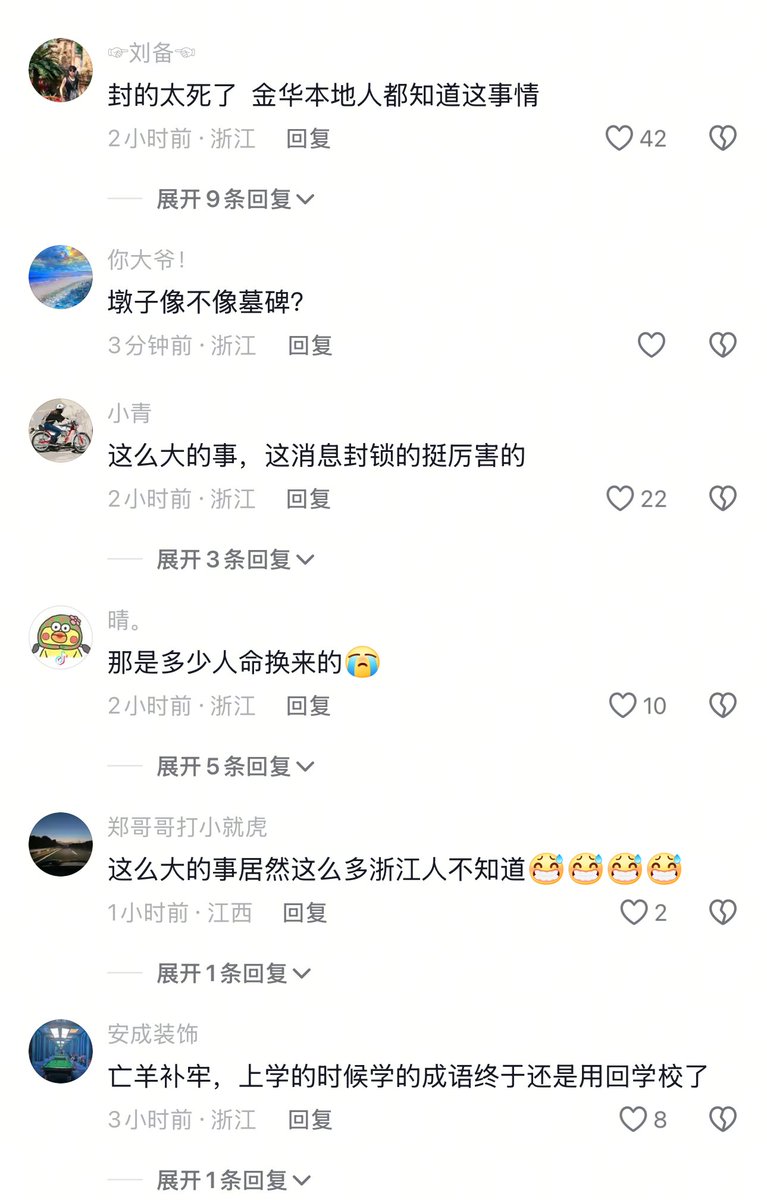 ☞刘备☜
封的太死了 金华本地人都知道这事情
2小时前·浙江 回复 42
展开9条回复
你大爷!
墩子像不像墓碑?
3分钟前·浙江 回复
小青
这么大的事，这消息封锁的挺厉害的
2小时前·浙江 回复 22
展开3条回复
晴。
那是多少人命换来的😭
2小时前·浙江 回复 10
展开5条回复
郑哥哥打小就虎
这么大的事居然这么多浙江人不知道😅😅😅😅
1小时前·江西 回复 2
展开1条回复
安成装饰
亡羊补牢，上学的时候学的成语终于还是用回学校了
3小时前·浙江 回复 8
展开1条回复